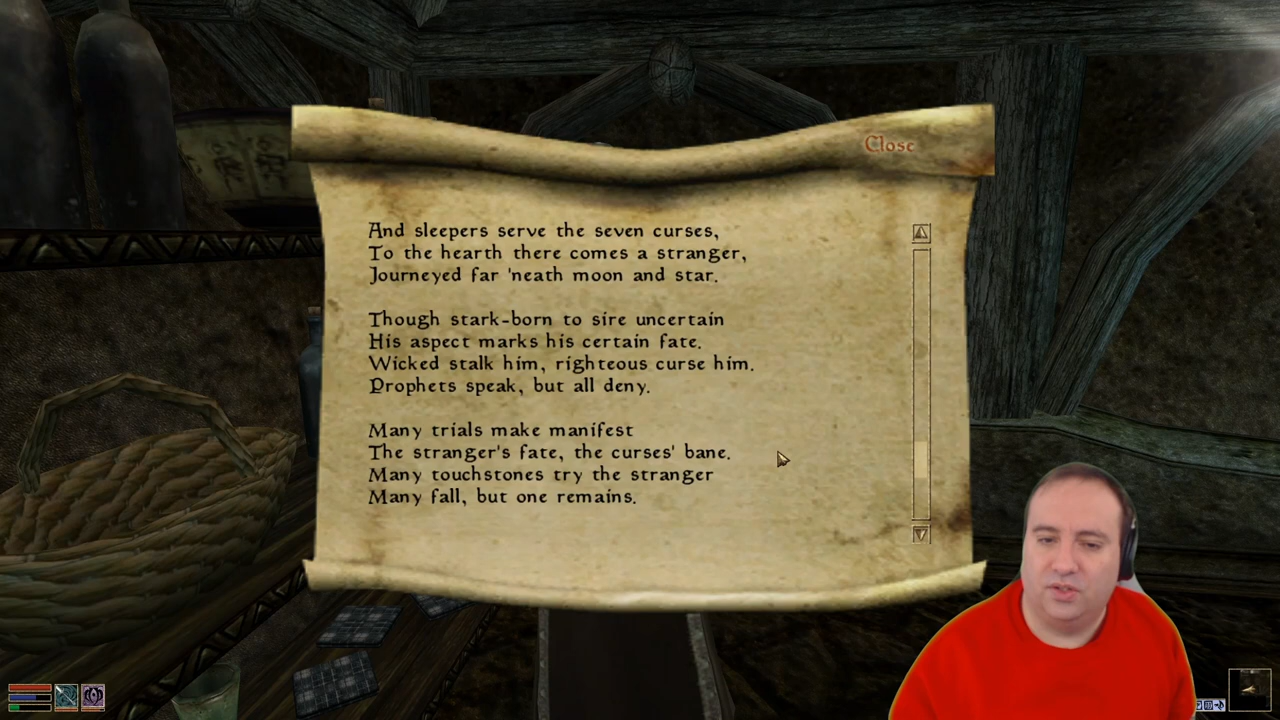 Close
And sleepers serve the seven curses,
To the hearth there comes a stranger,
Journeyed far 'neath moon and star.
Though stark-born to sire uncertain
His aspect marks his certain fate.
Wicked stalk him, righteous curse him.
Prophets speak, but all deny.
Many trials make manifest
The stranger's fate, the curses' bane.
Many touchstones try the stranger
Many fall, but one remains.